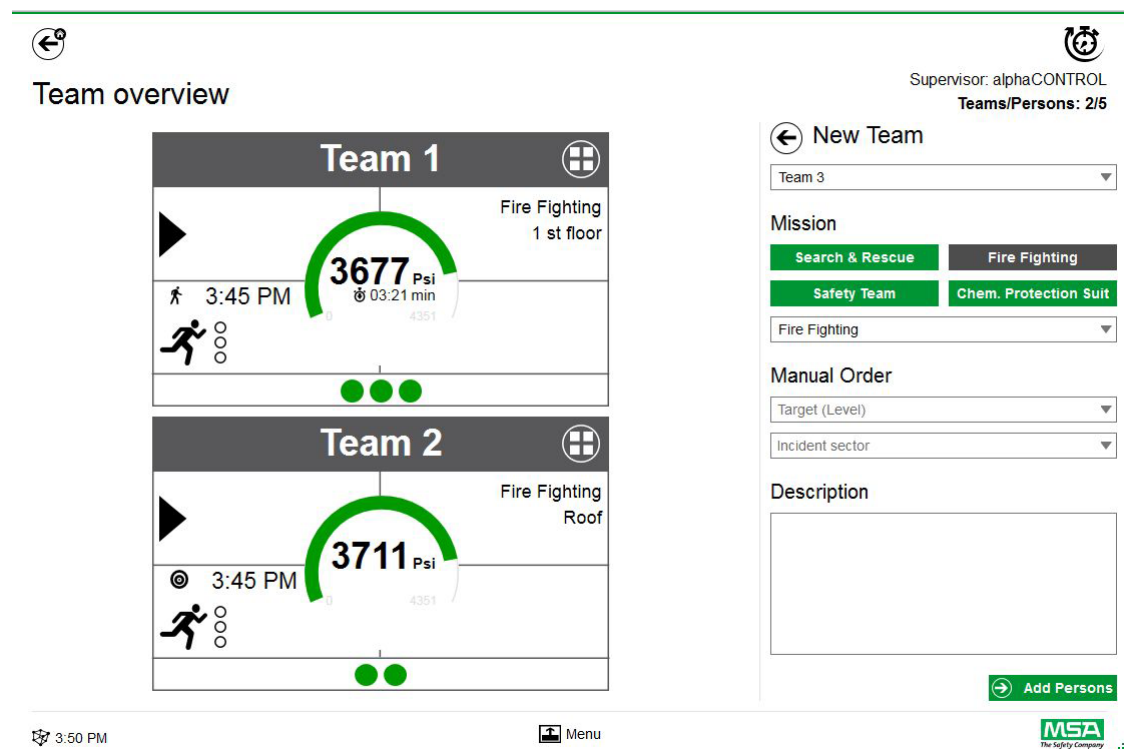 Supervisor: alphaCONTROL
Team overview
Teams/Persons: 2/5
Team 1
Fire Fighting
1 st floor
3677 Psi
03:21 min
3:45 PM
0 4351
Team 2
Fire Fighting
Roof
3711 Psi
3:45 PM
0 4351
New Team
Team 3
Mission
Search & Rescue
Fire Fighting
Safety Team
Chem. Protection Suit
Fire Fighting
Manual Order
Target (Level)
Incident sector
Description
Add Persons
3:50 PM
Menu
MSA
The Safety Company